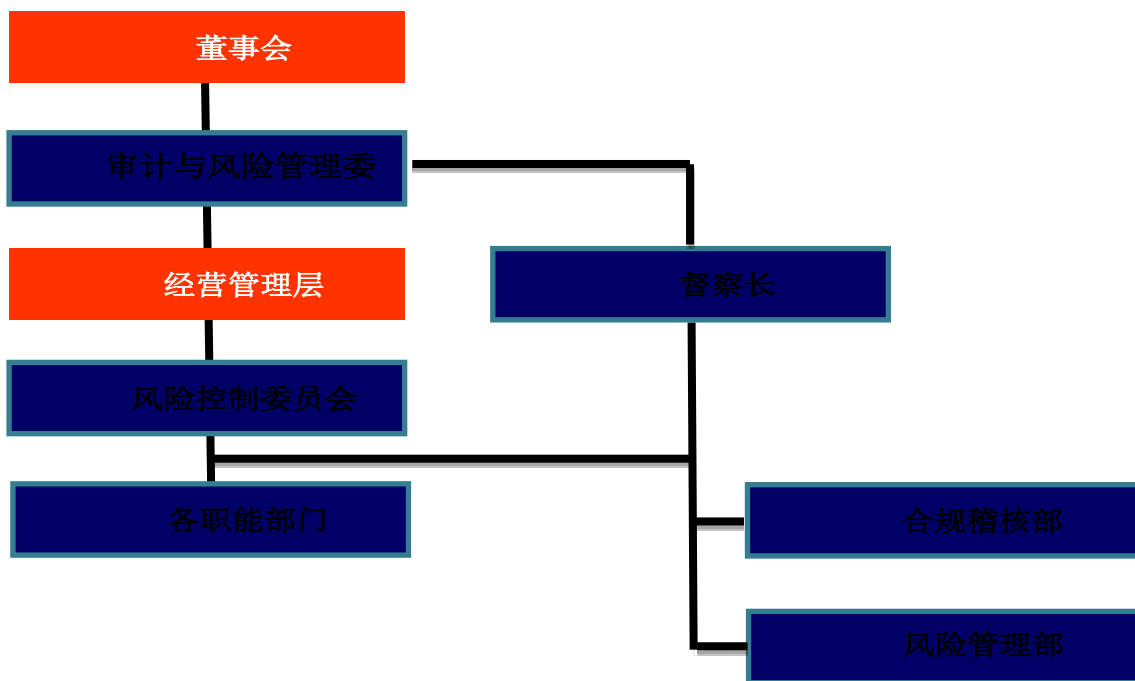 董事会
审计与风险管理委
经营管理层
督察长
风险控制委员会
各职能部门
合规稽核部
风险管理部